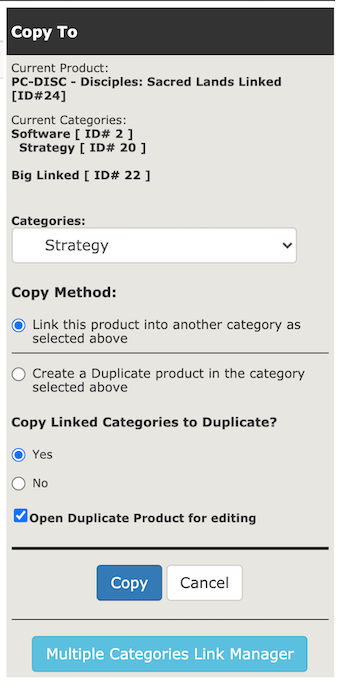 Copy To
Current Product:
PC-DISC - Disciples: Sacred Lands Linked
[ID#24]
Current Categories:
Software [ ID# 2 ]
Strategy [ ID# 20 ]
Big Linked [ ID# 22 ]
Categories:
Strategy
Copy Method:
Link this product into another category as
selected above
Create a Duplicate product in the category
selected above
Copy Linked Categories to Duplicate?
Yes
No
Open Duplicate Product for editing
Copy Cancel
Multiple Categories Link Manager